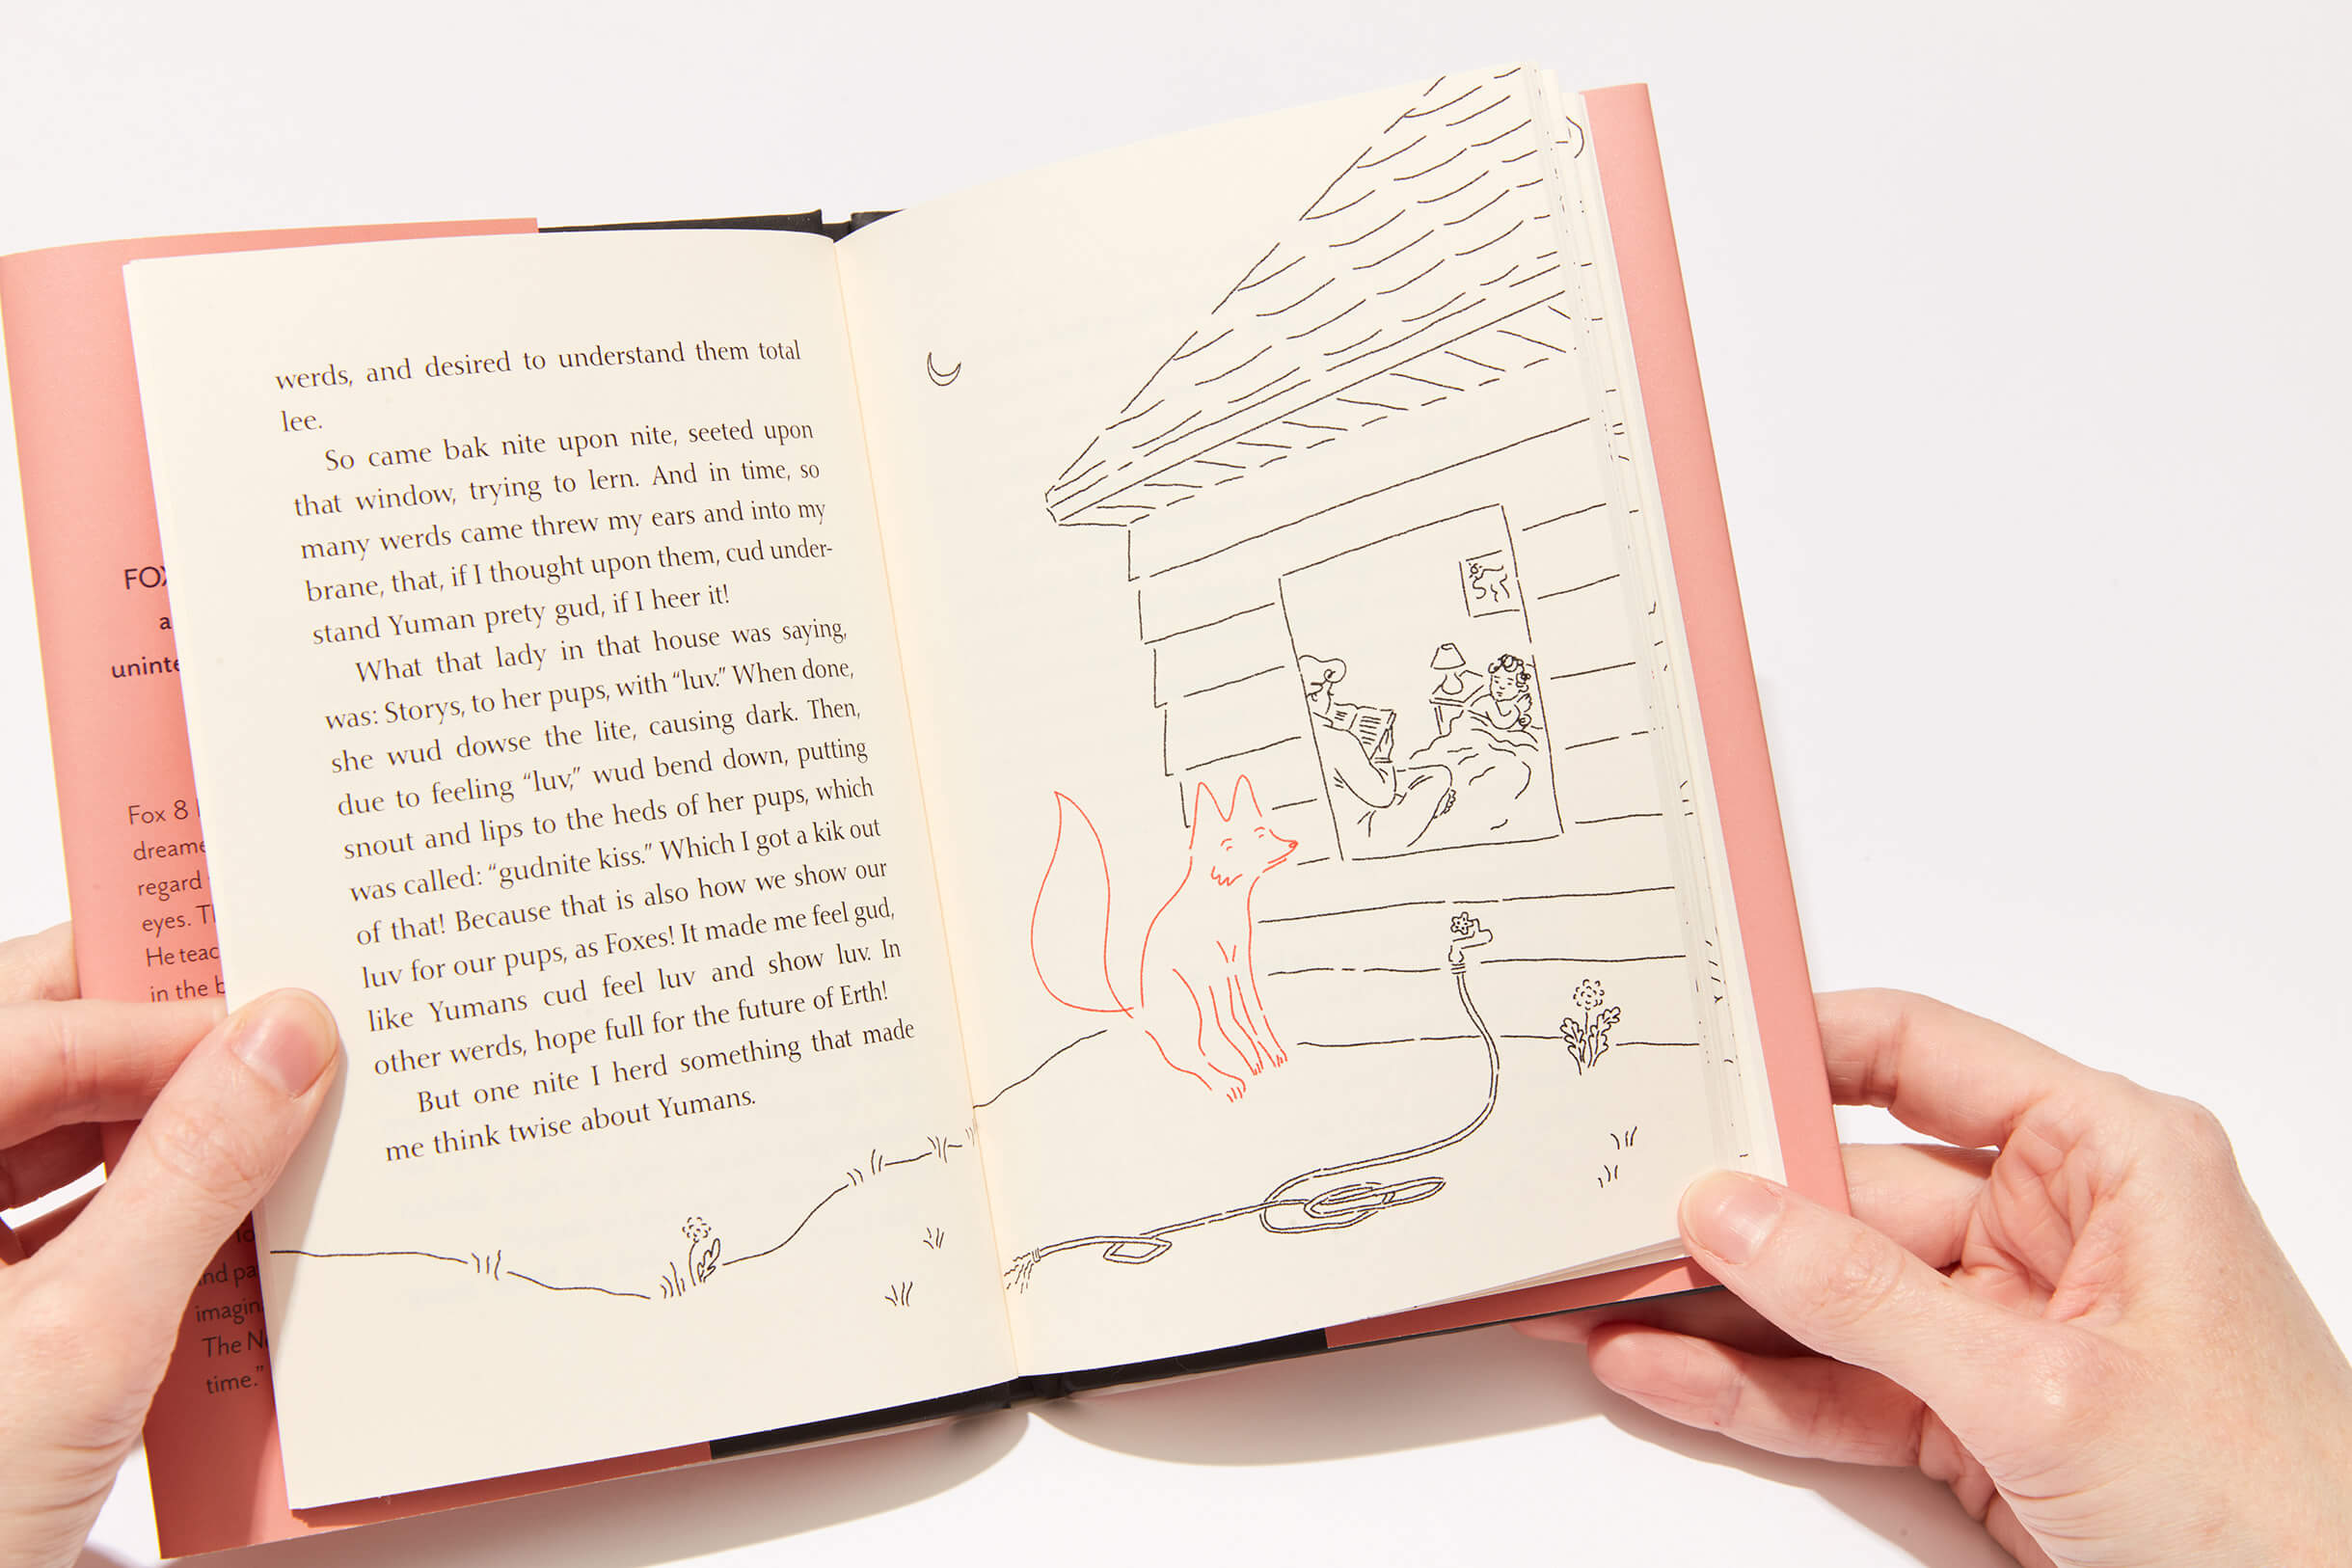 werds, and desired to understand them total
lee.
So came bak nite upon nite, seeted upon
that window, trying to lern. And in time, so
many werds came threw my ears and into my
brane, that, if I thought upon them, cud under-
stand Yuman prety gud, if I heer it!
What that lady in that house was saying,
was: Storys, to her pups, with “luv.” When done,
she wud dowse the lite, causing dark. Then,
due to feeling “luv,” wud bend down, putting
snout and lips to the heds of her pups, which
was called: “gudnite kiss.” Which I got a kik out
of that! Because that is also how we show our
luv for our pups, as Foxes! It made me feel gud,
like Yumans cud feel luv and show luv. In
other werds, hope full for the future of Erth!
But one nite I herd something that made
me think twise about Yumans.
FOX
a
uninte
Fox 8
dreame
regard
eyes. T
He teac
in the b
and pa
imagin
The N
time.”